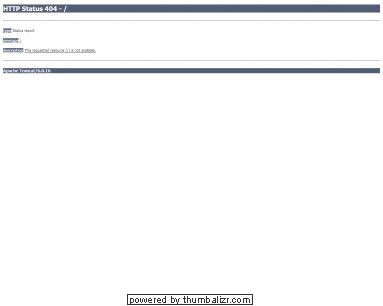 HTTP Status 404 - /
type Status report
message /
description The requested resource (/) is not available.
Apache Tomcat/6.0.16
powered by thumbalizr.com